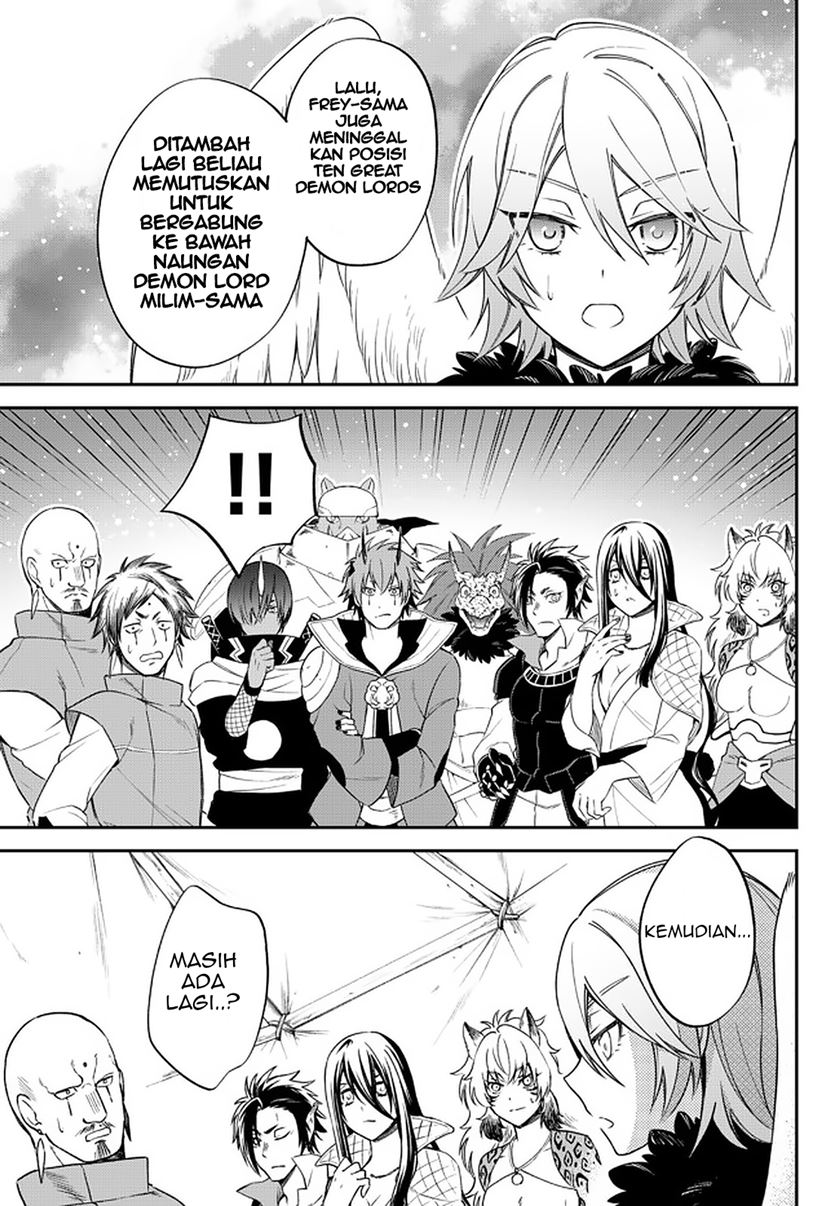 LALU,
FREY-SAMA
JUGA
MENINGGAL
KAN POSISI
TEN GREAT
DEMON LORDS
DITAMBAH
LAGI BELIAU
MEMUTUSKAN
UNTUK
BERGABUNG
KE BAWAH
NAUNGAN
DEMON LORD
MILIM-SAMA
!!
KEMUDIAN...
MASIH
ADA
LAGI..?